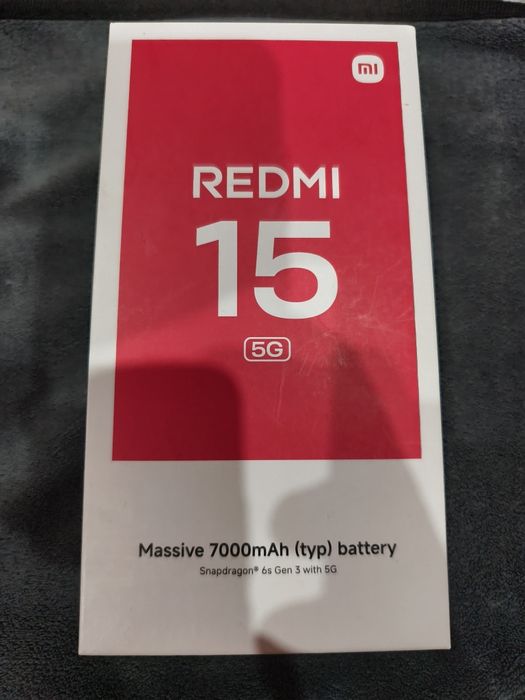 mi
REDMI
15
5G
Massive 7000mAh (typ) battery
Snapdragon® 6s Gen 3 with 5G